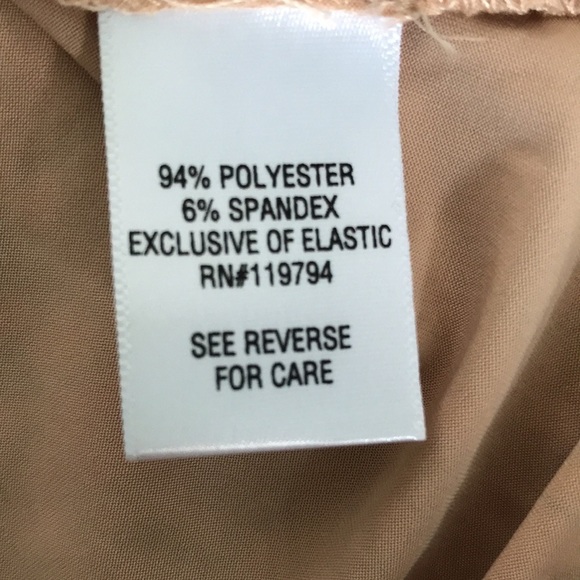 94% POLYESTER
6% SPANDEX
EXCLUSIVE OF ELASTIC
RN#119794
SEE REVERSE
FOR CARE